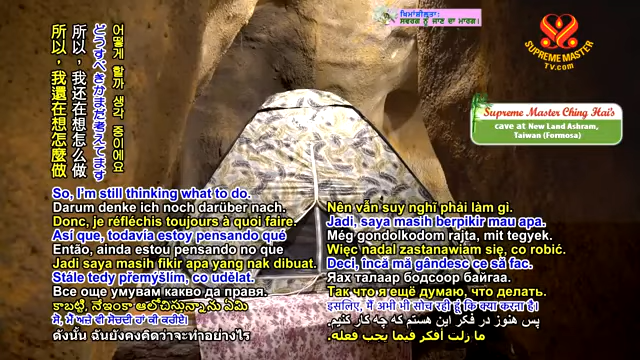 ਖਿਮਾਂਸ਼ੀਲਤਾ:
ਸਵਰਗ ਨੂੰ ਜਾਣ ਦਾ ਮਾਰਗ।
SUPREME MASTER
TV.com
Supreme Master Ching Hai's
cave at New Land Ashram,
Taiwan (Formosa)
어떻게 할까 생각 중이에요
どうすべきかまだ考えてます
所以，我还在想怎么做
所以，我還在想怎麼做
So, I'm still thinking what to do.
Darum denke ich noch darüber nach.
Donc, je réfléchis toujours à quoi faire.
Así que, todavía estoy pensando qué
Então, ainda estou pensando no que
Jadi saya masih fikir apa yang nak dibuat.
Stále tedy přemýšlím, co udělat.
Все още умувам какво да правя.
కాబట్టి, నేఇంకా ఆలోచిస్తున్నాను ఏమి
ਸੋ, ਮੈਂ ਅਜੇ ਵੀ ਸੋਚਦੀ ਹਾਂ ਕੀ ਕਰੀਏ।
ดังนั้น ฉันยังคงคิดว่าจะทำอย่างไร
Nên vẫn suy nghĩ phải làm gì.
Jadi, saya masih berpikir mau apa.
Még gondolkodom rajta, mit tegyek.
Więc nadal zastanawiam się, co robić.
Deci, încă mă gândesc ce să fac.
Яах талаар бодсоор байгаа.
Так что я ещё думаю, что делать.
इसलिए, मैं अभी भी सोच रही हूं कि क्या करना है।
پس هنوز در فکر این هستم که چه کار کنیم.
ما زلت أفكر فيما يجب فعله.